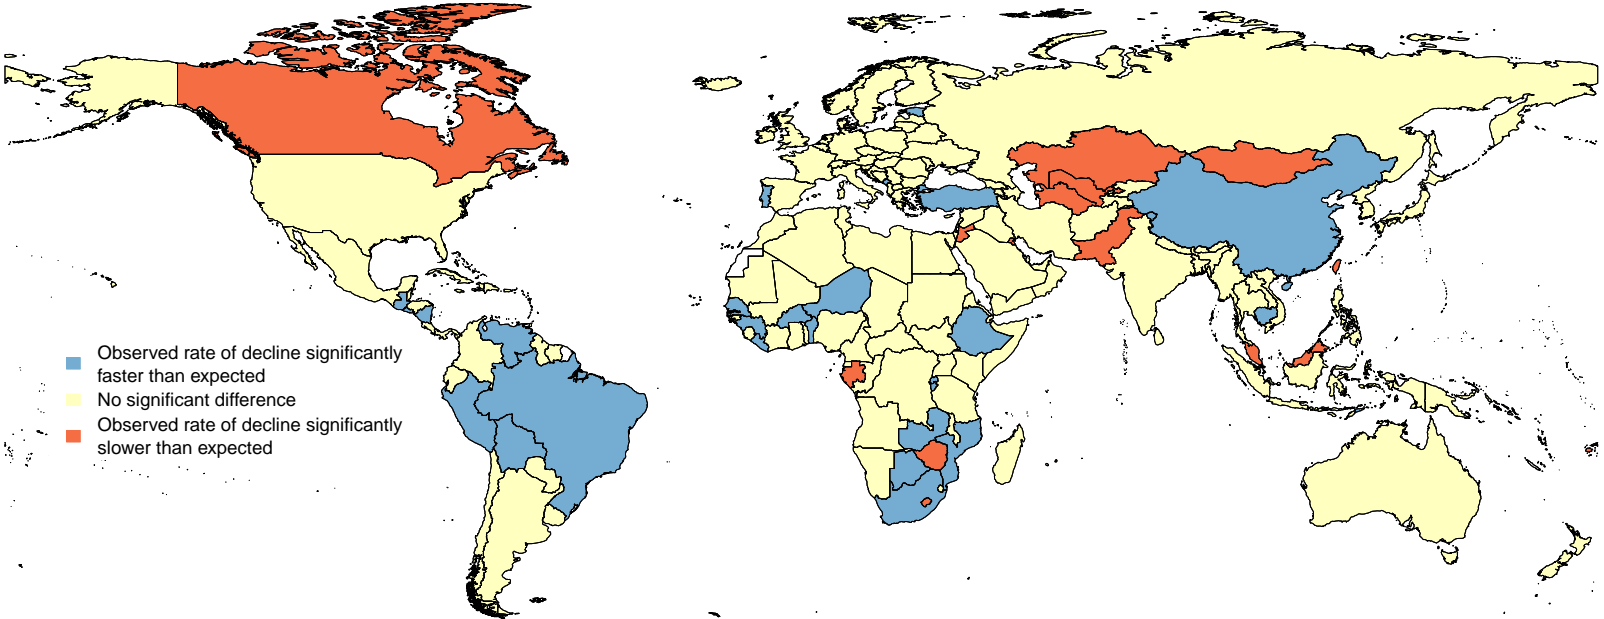 Observed rate of decline significantly
faster than expected
No significant difference
Observed rate of decline significantly
slower than expected